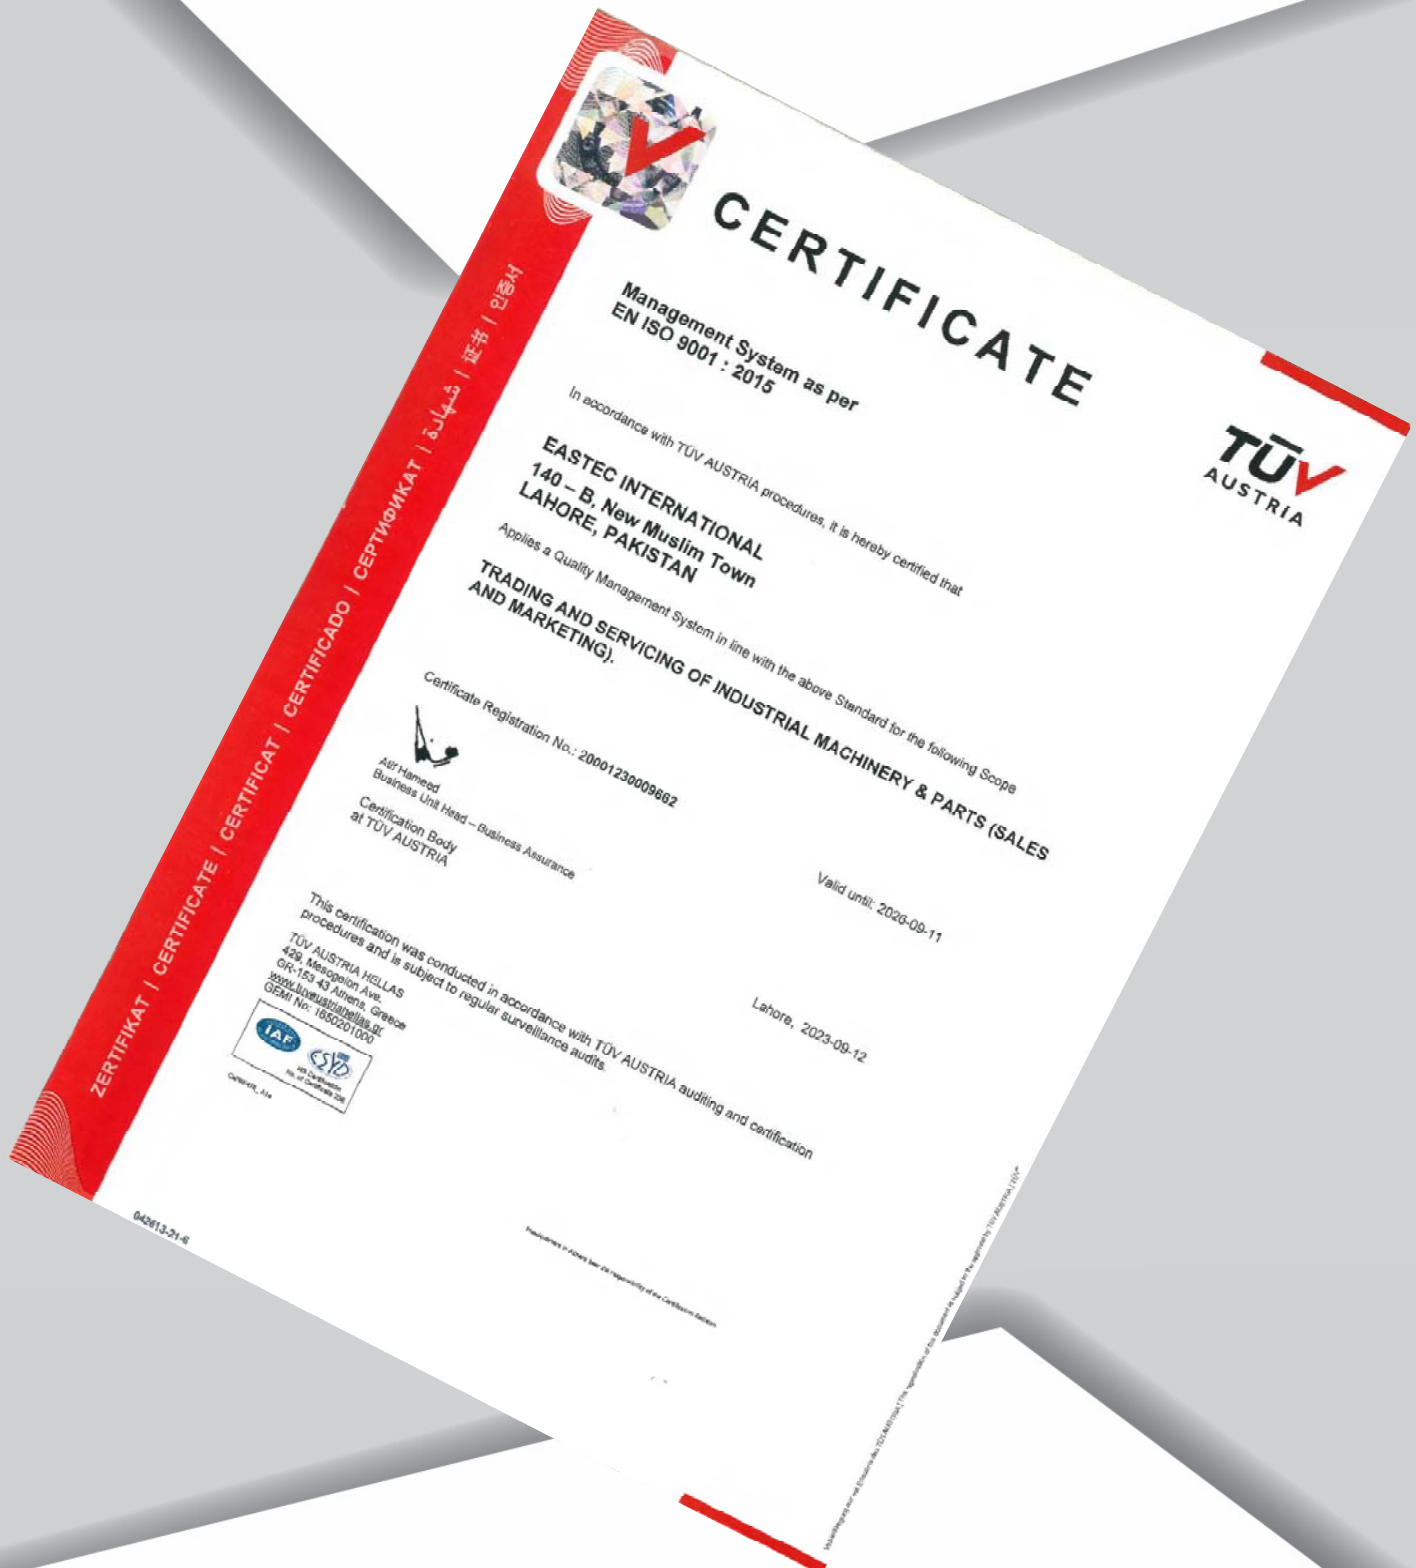 CERTIFICATE
TÜV
AUSTRIA
Management System as per
EN ISO 9001 : 2015
In accordance with TÜV AUSTRIA procedures, it is hereby certified that
EASTEC INTERNATIONAL
140 – B, New Muslim Town
LAHORE, PAKISTAN
Applies a Quality Management System in line with the above Standard for the following Scope
TRADING AND SERVICING OF INDUSTRIAL MACHINERY & PARTS (SALES
AND MARKETING).
Certificate Registration No.: 20001230009662
Valid until: 2026-09-11
Atif Hameed
Business Unit Head – Business Assurance
Certification Body
at TÜV AUSTRIA
Lahore, 2023-09-12
This certification was conducted in accordance with TÜV AUSTRIA auditing and certification
procedures and is subject to regular surveillance audits.
TÜV AUSTRIA HELLAS
429, Mesogeion Ave.
GR-153 43 Athens, Greece
www.tuvaustriahellas.gr
GEMI No: 1650201000
IAF
ESYD
No. of Certificate
042613-21-6
ZERTIFIKAT | CERTIFICATE | CERTIFICAT | CERTIFICADO | СЕРТИФИКАТ | شهادة | 证书 | 인증서